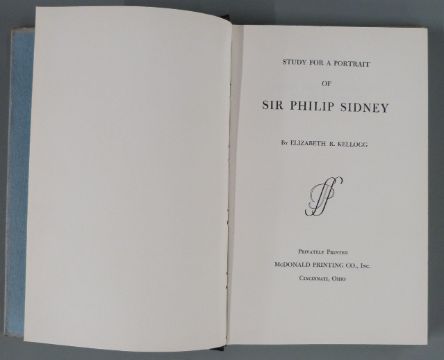 STUDY FOR A PORTRAIT
OF
SIR PHILIP SIDNEY
By ELIZABETH R. KELLOGG
Privately Printed
McDONALD PRINTING CO., Inc.
Cincinnati, Ohio